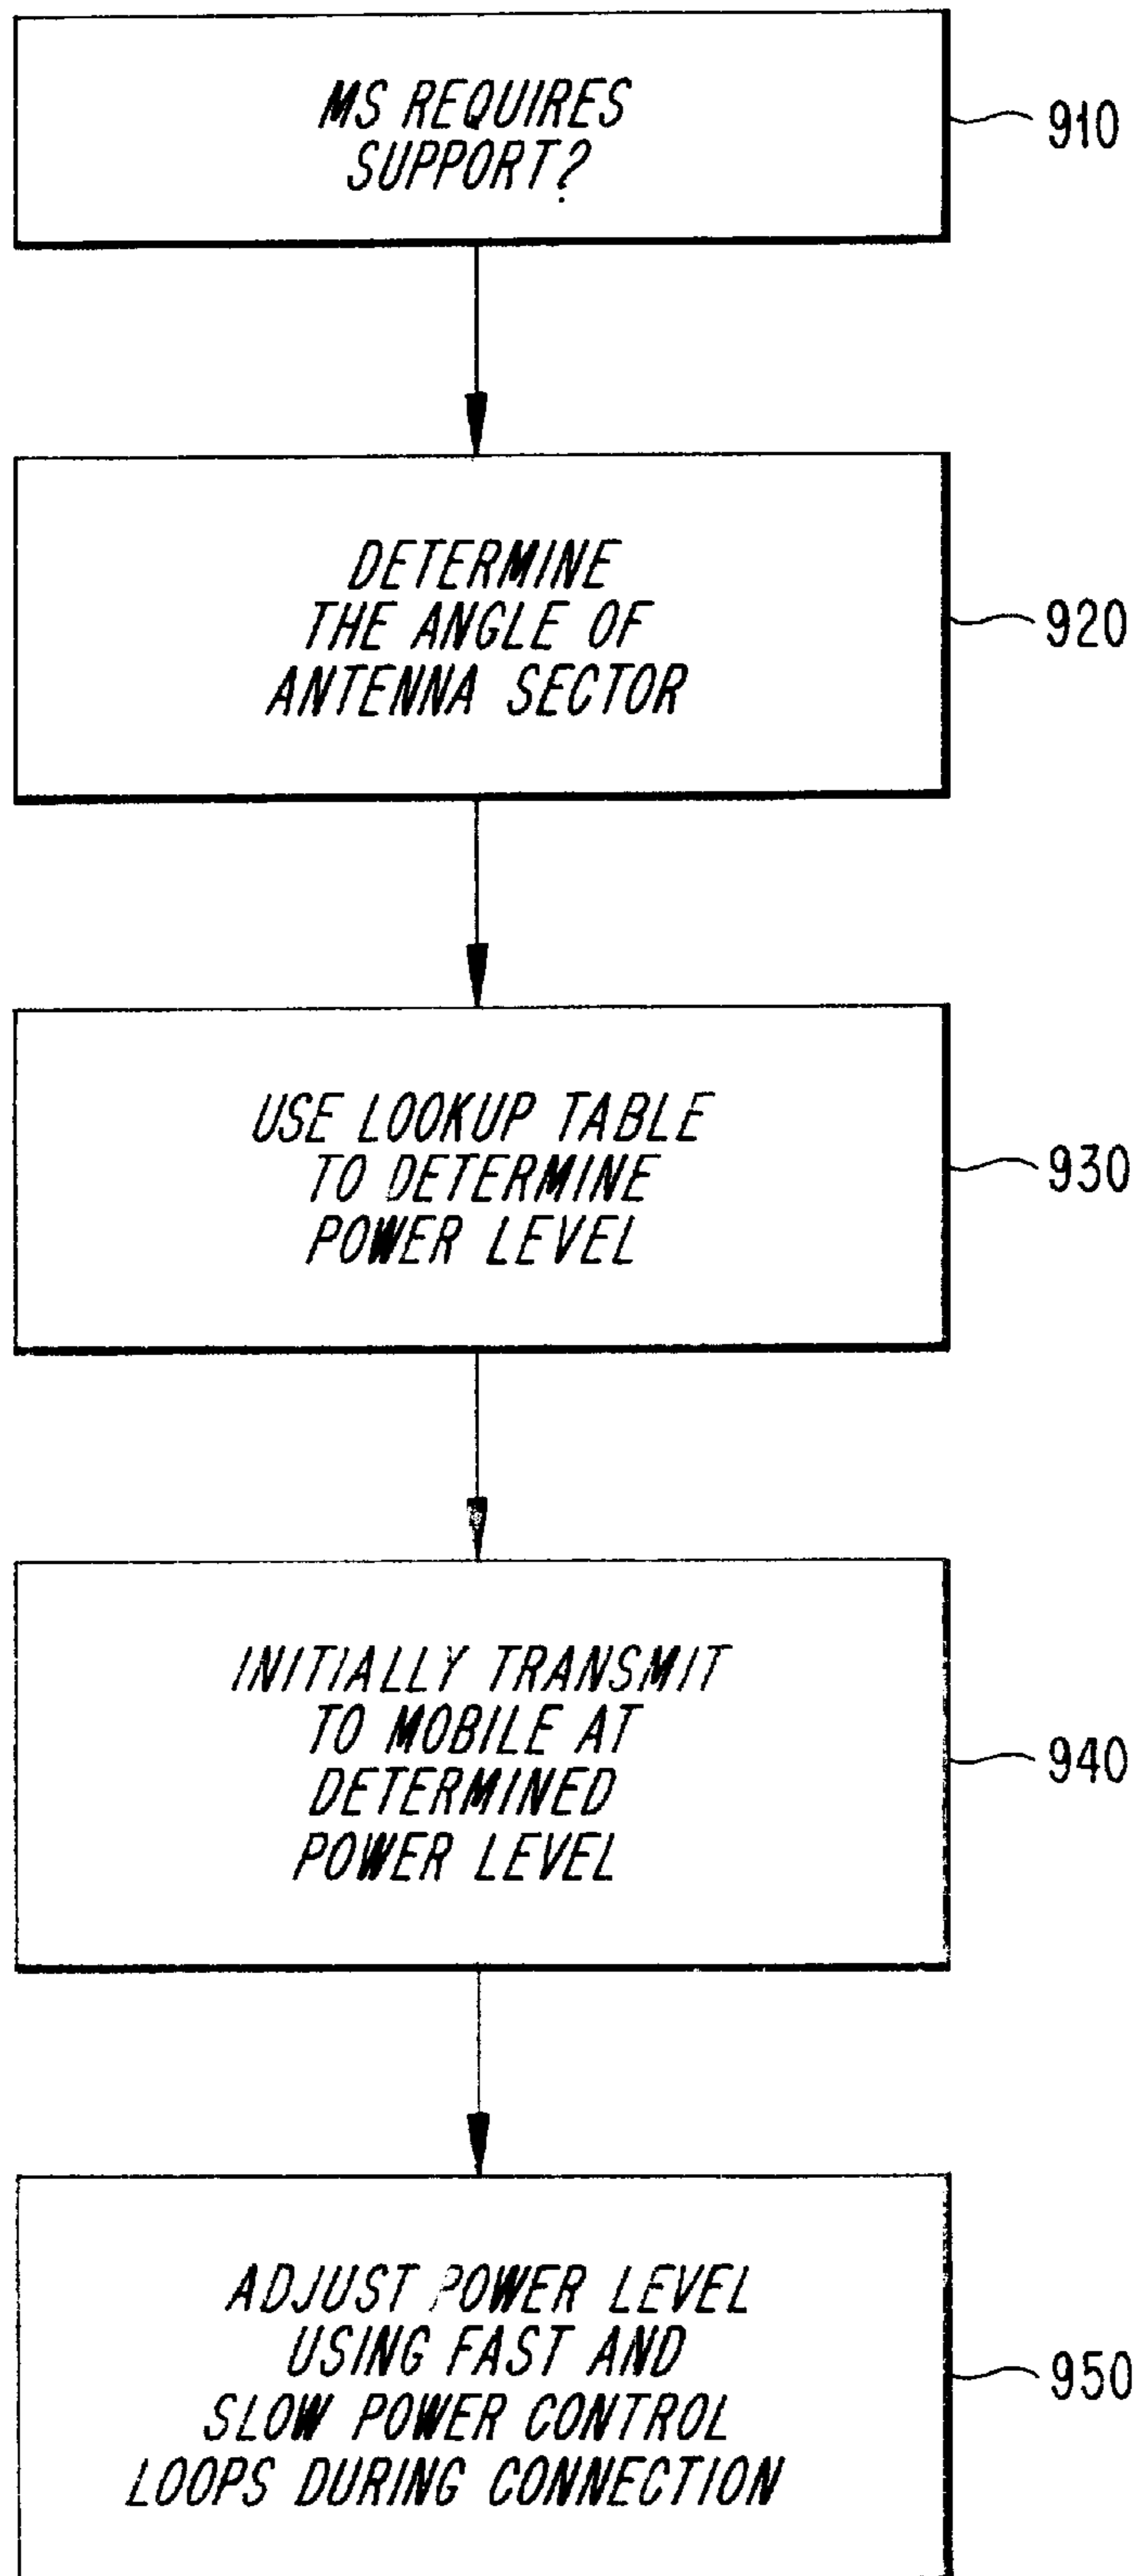 MS REQUIRES
SUPPORT?
910
DETERMINE
THE ANGLE OF
ANTENNA SECTOR
920
USE LOOKUP TABLE
TO DETERMINE
POWER LEVEL
930
INITIALLY TRANSMIT
TO MOBILE AT
DETERMINED
POWER LEVEL
940
ADJUST POWER LEVEL
USING FAST AND
SLOW POWER CONTROL
LOOPS DURING CONNECTION
950